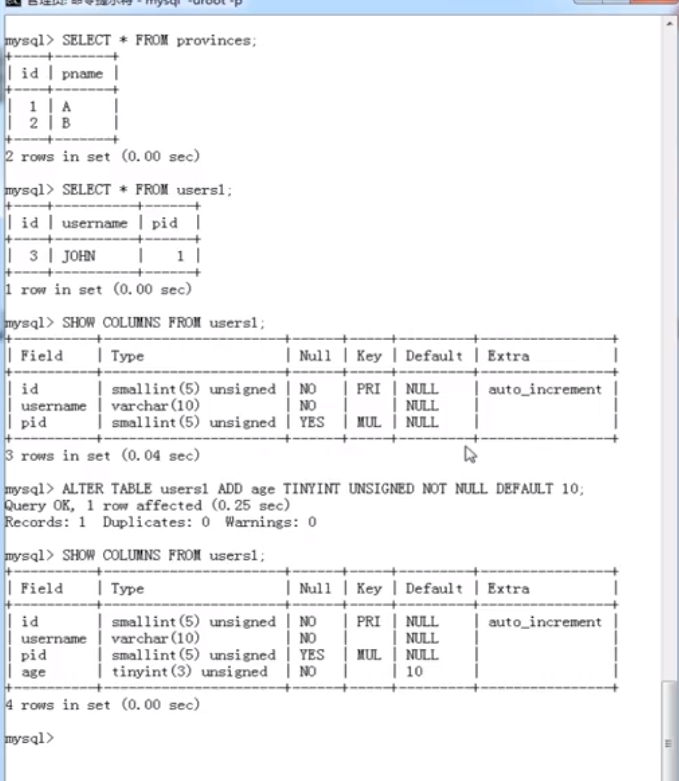 管理员: 命令提示符 - mysql -uroot -p
mysql> SELECT * FROM provinces;
+----+-------+
| id | pname |
+----+-------+
|  1 | A     |
|  2 | B     |
+----+-------+
2 rows in set (0.00 sec)
mysql> SELECT * FROM users1;
+----+----------+------+
| id | username | pid  |
+----+----------+------+
|  3 | JOHN     |    1 |
+----+----------+------+
1 row in set (0.00 sec)
mysql> SHOW COLUMNS FROM users1;
+----------+----------------------+------+-----+---------+----------------+
| Field    | Type                 | Null | Key | Default | Extra          |
+----------+----------------------+------+-----+---------+----------------+
| id       | smallint(5) unsigned | NO   | PRI | NULL    | auto_increment |
| username | varchar(10)          | NO   |     | NULL    |                |
| pid      | smallint(5) unsigned | YES  | MUL | NULL    |                |
+----------+----------------------+------+-----+---------+----------------+
3 rows in set (0.04 sec)
mysql> ALTER TABLE users1 ADD age TINYINT UNSIGNED NOT NULL DEFAULT 10;
Query OK, 1 row affected (0.25 sec)
Records: 1  Duplicates: 0  Warnings: 0
mysql> SHOW COLUMNS FROM users1;
+----------+----------------------+------+-----+---------+----------------+
| Field    | Type                 | Null | Key | Default | Extra          |
+----------+----------------------+------+-----+---------+----------------+
| id       | smallint(5) unsigned | NO   | PRI | NULL    | auto_increment |
| username | varchar(10)          | NO   |     | NULL    |                |
| pid      | smallint(5) unsigned | YES  | MUL | NULL    |                |
| age      | tinyint(3) unsigned  | NO   |     | 10      |                |
+----------+----------------------+------+-----+---------+----------------+
4 rows in set (0.00 sec)
mysql>